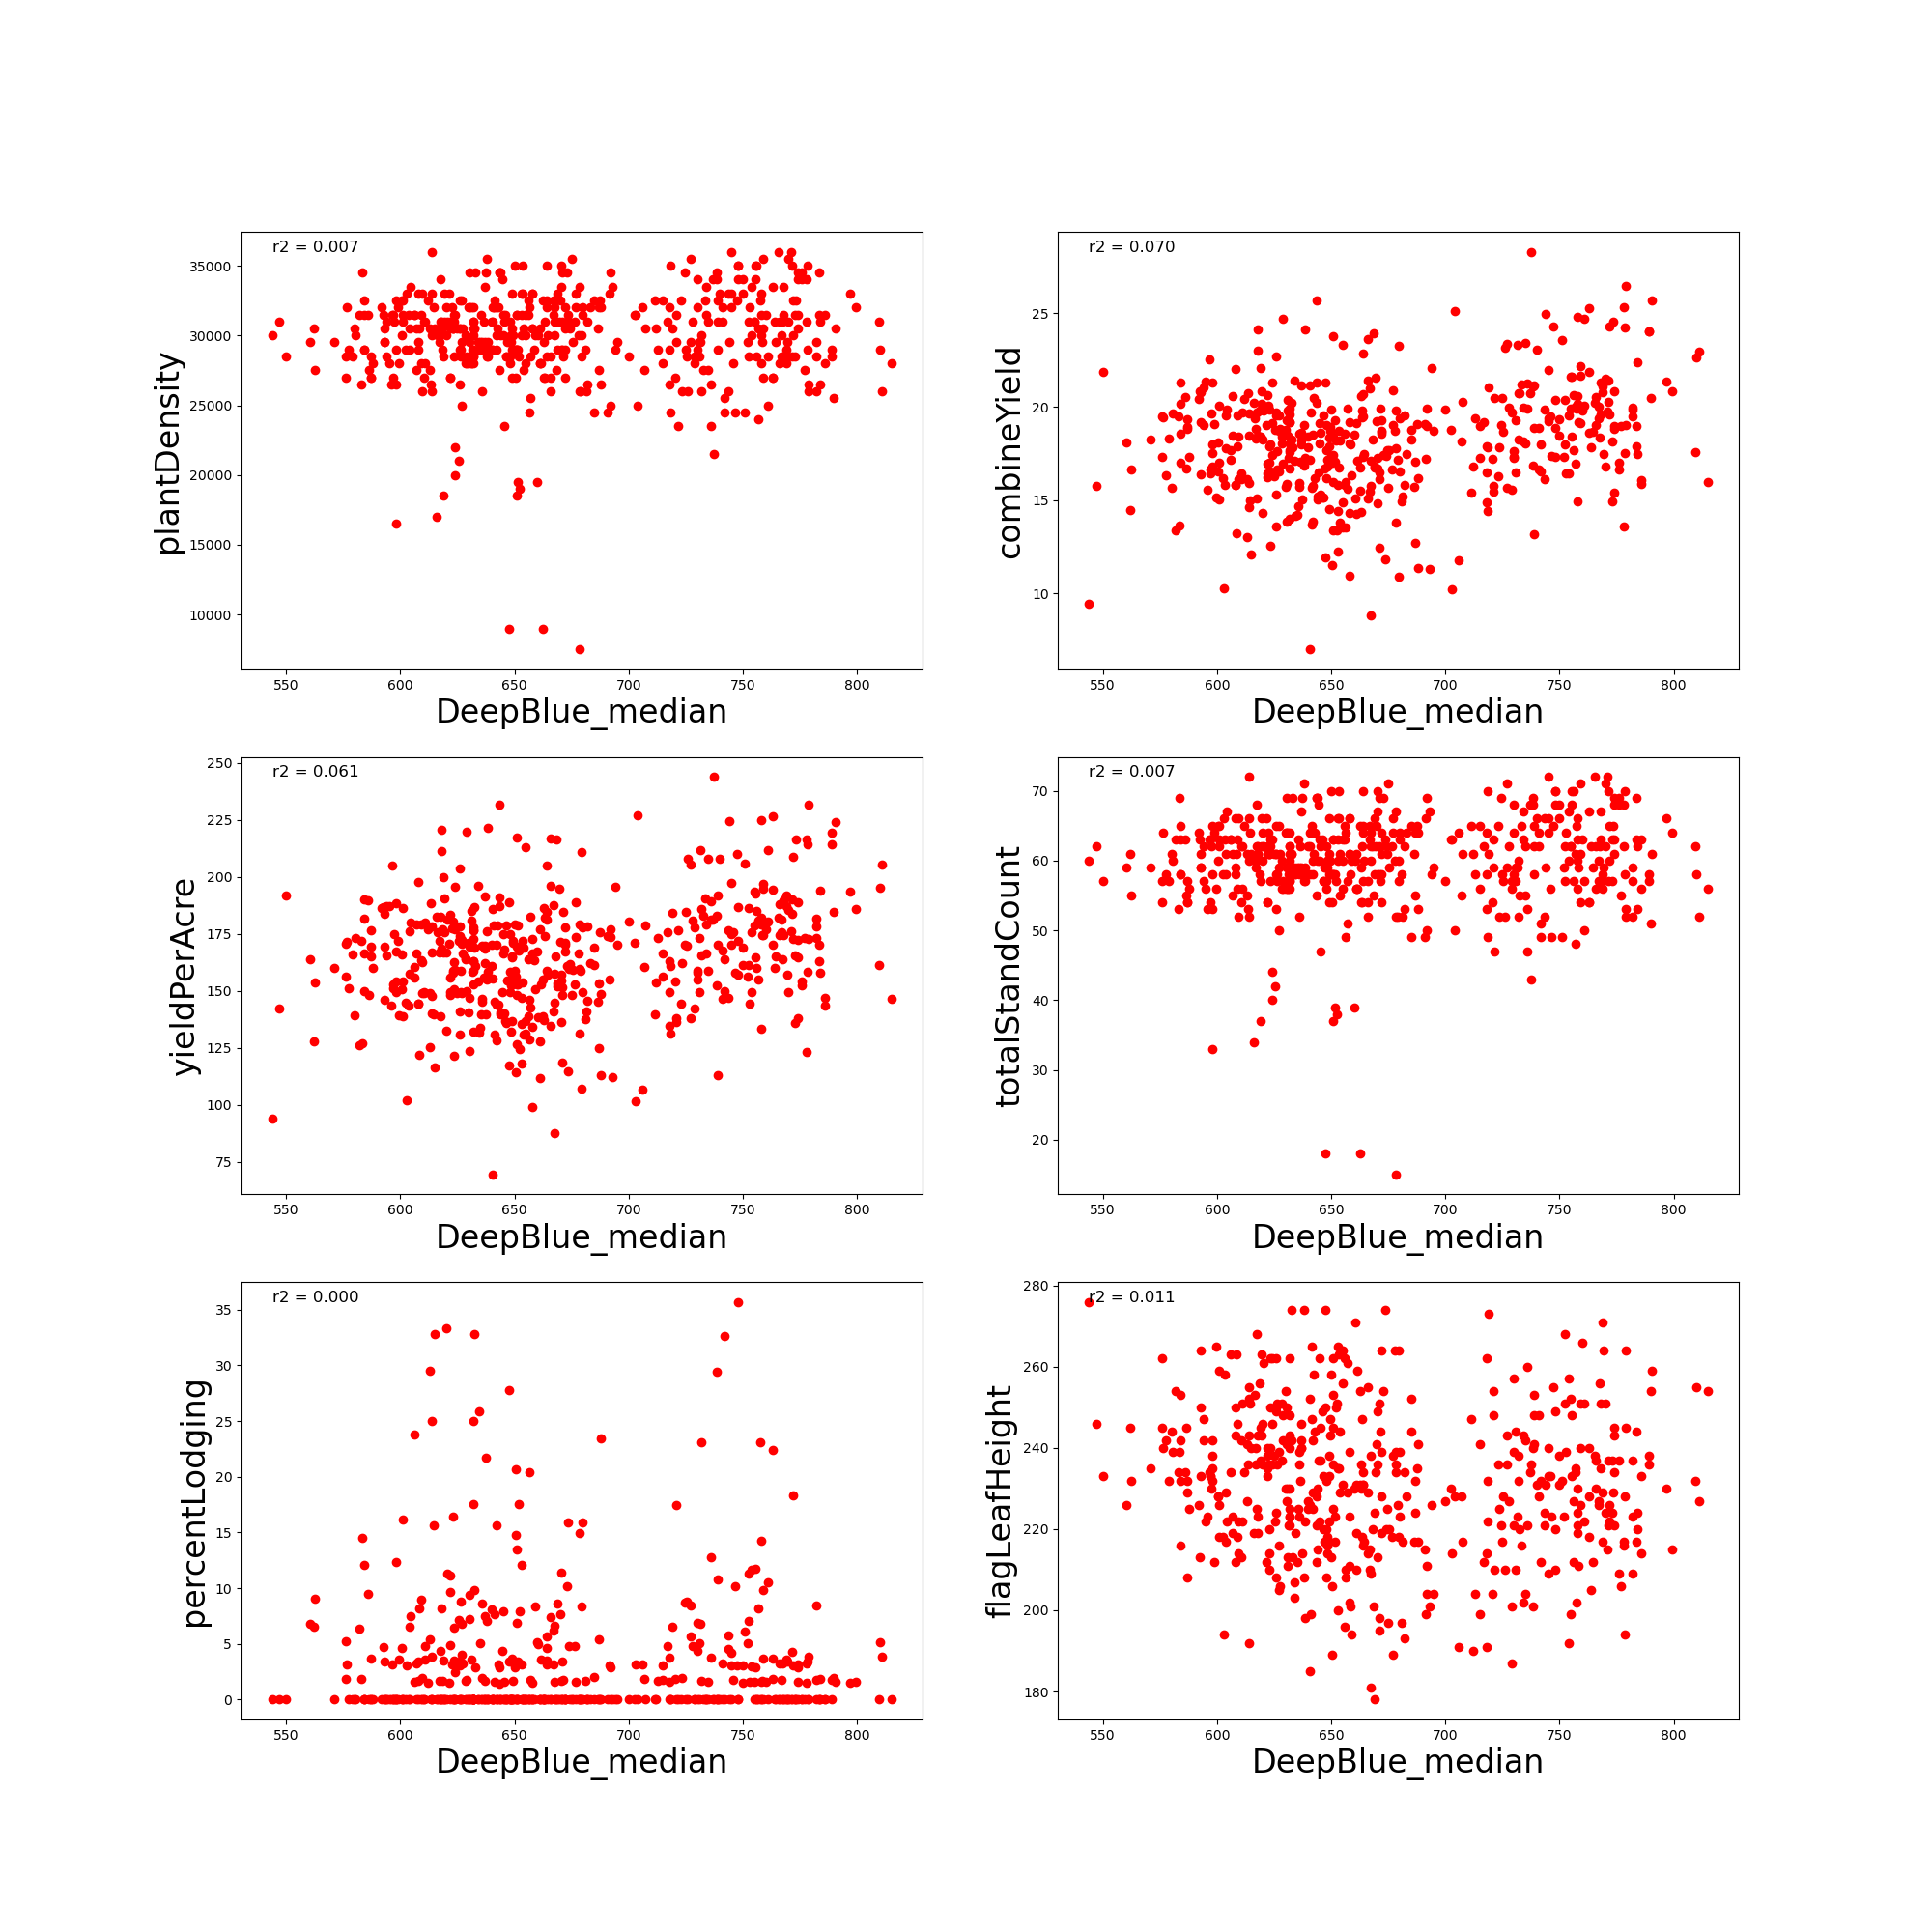 r2 = 0.007
35000
30000
25000
20000
15000
10000
plantDensity
550 600 650 700 750 800
DeepBlue_median
r2 = 0.070
25
20
15
10
combineYield
550 600 650 700 750 800
DeepBlue_median
r2 = 0.061
250
225
200
175
150
125
100
75
yieldPerAcre
550 600 650 700 750 800
DeepBlue_median
r2 = 0.007
70
60
50
40
30
20
totalStandCount
550 600 650 700 750 800
DeepBlue_median
r2 = 0.000
35
30
25
20
15
10
5
0
percentLodging
550 600 650 700 750 800
DeepBlue_median
r2 = 0.011
280
260
240
220
200
180
flagLeafHeight
550 600 650 700 750 800
DeepBlue_median